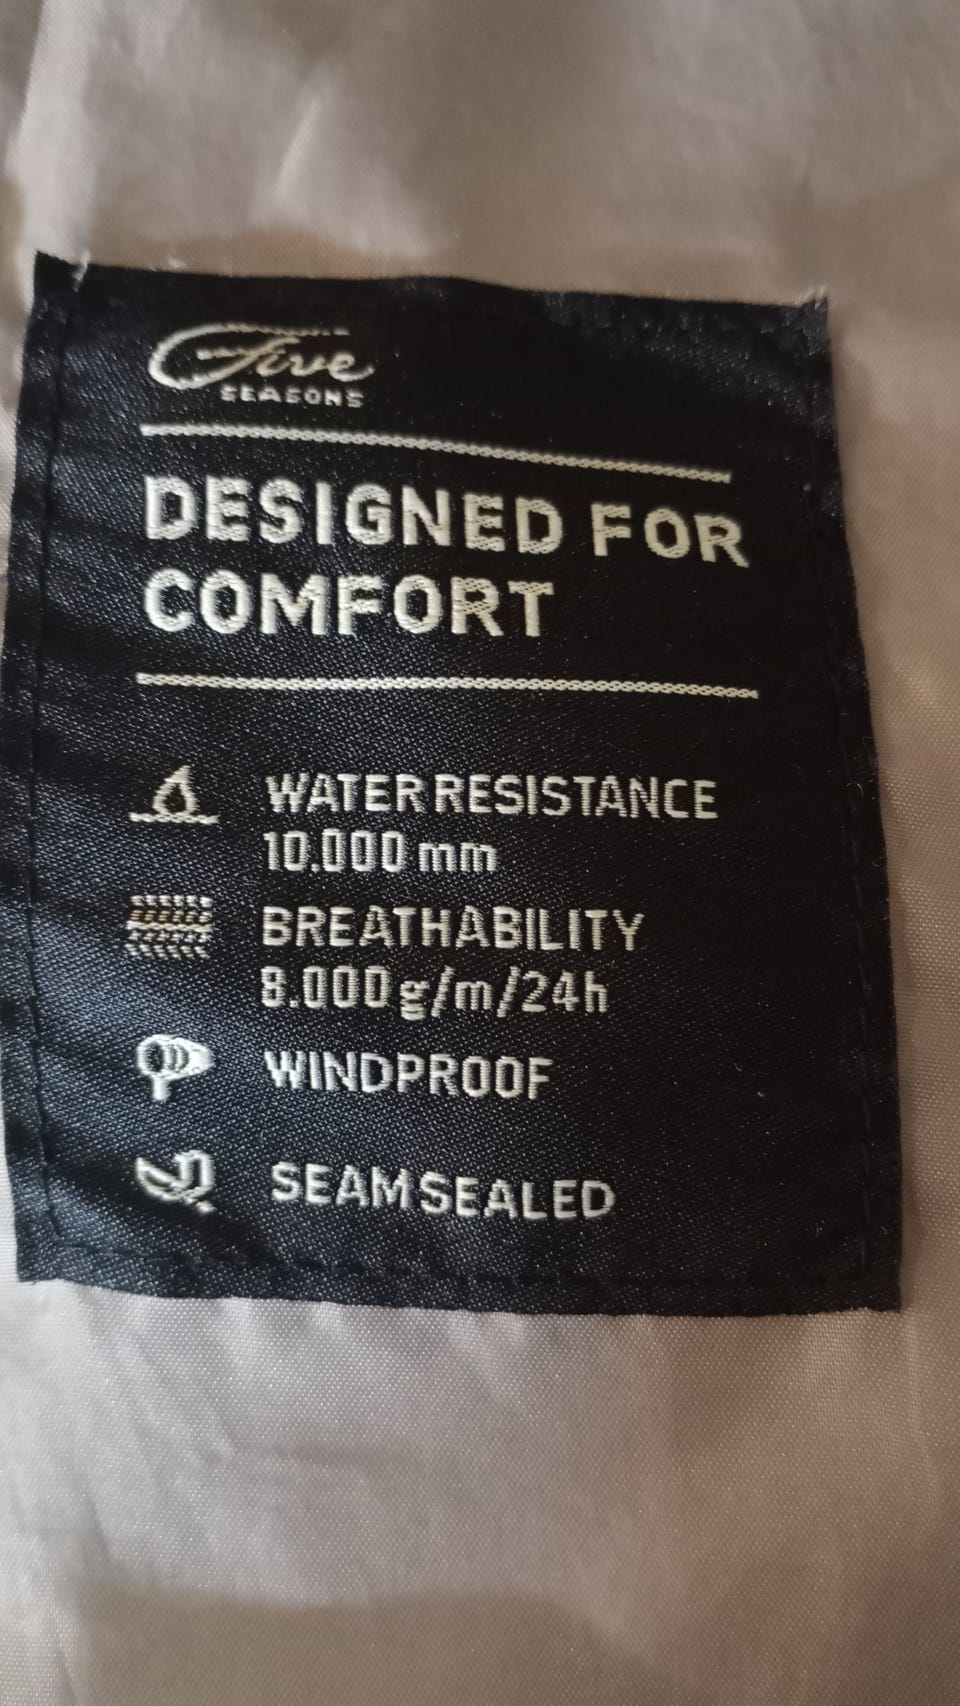 Five
SEASONS
DESIGNED FOR
COMFORT
WATER RESISTANCE
10.000 mm
BREATHABILITY
8.000 g/m/24h
WINDPROOF
SEAM SEALED